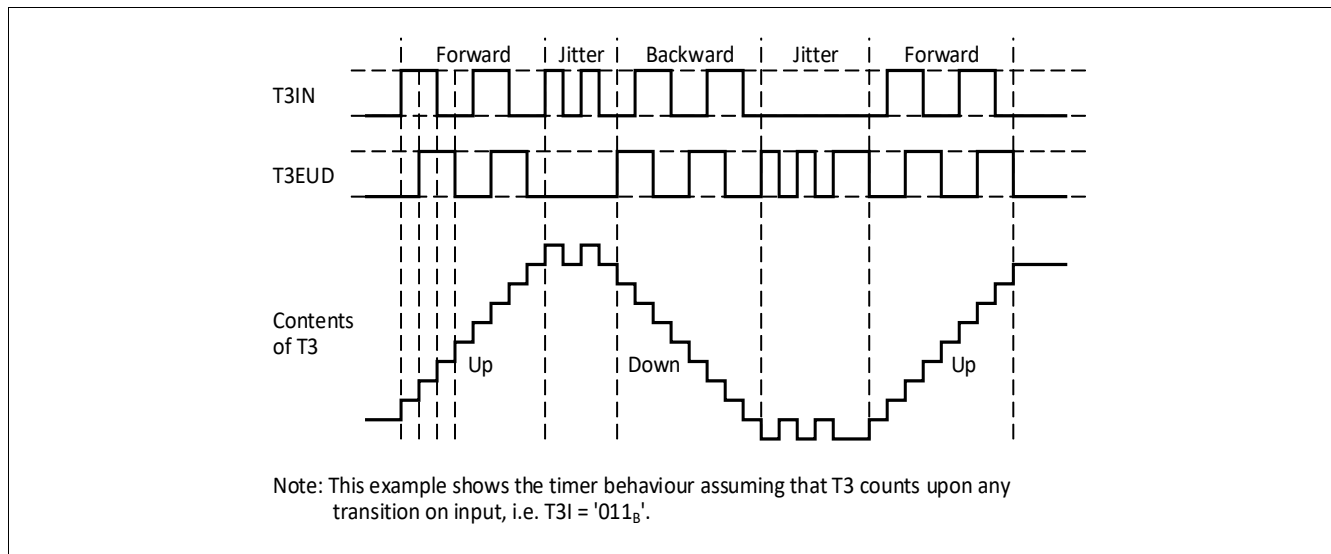 Forward Jitter Backward Jitter Forward
T3IN
T3EUD
Contents
of T3
Up Down Up
Note: This example shows the timer behaviour assuming that T3 counts upon any
transition on input, i.e. T3I = '011B'.